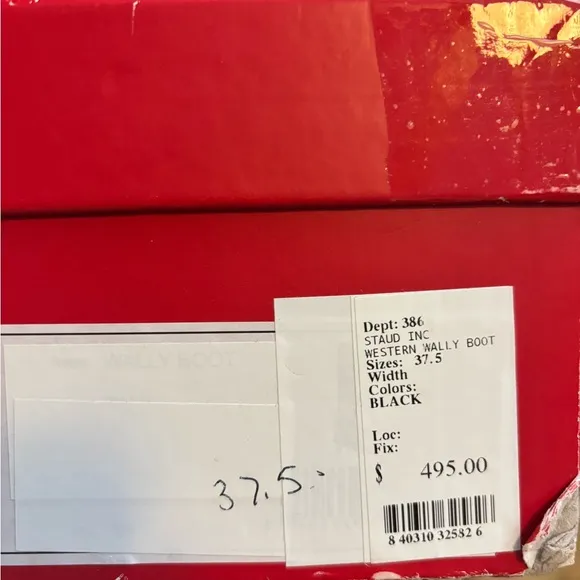 Dept: 386
STAUD INC
WESTERN WALLY BOOT
Sizes: 37.5
Width
Colors:
BLACK
Loc:
Fix:
$ 495.00
8 40310 32582 6
37.5